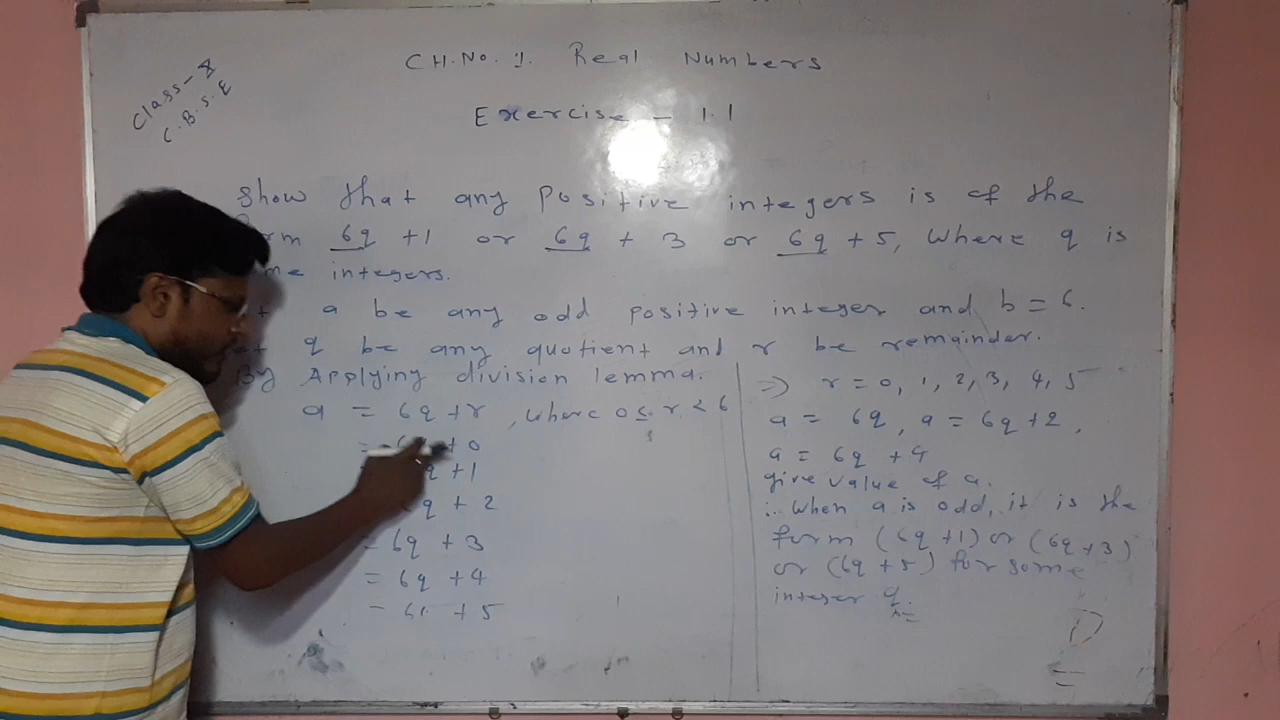 Class - X
C.B.S.E
CH.No. 1. Real Numbers
Exercise - 1.1
Show that any positive integers is of the
6q +1 or 6q + 3 or 6q + 5, Where q is
integers.
a be any odd positive integer and b = 6.
q be any quotient and r be remainder.
By Applying division lemma.
a = 6q + r , where 0 ≤ r < 6
+ 0
q + 1
q + 2
= 6q + 3
= 6q + 4
= 6q + 5
=> r = 0, 1, 2, 3, 4, 5
a = 6q, a = 6q + 2,
a = 6q + 4
give value of a.
∴ When a is odd, it is the
form (6q +1) or (6q + 3)
or (6q + 5) for some
integer q.